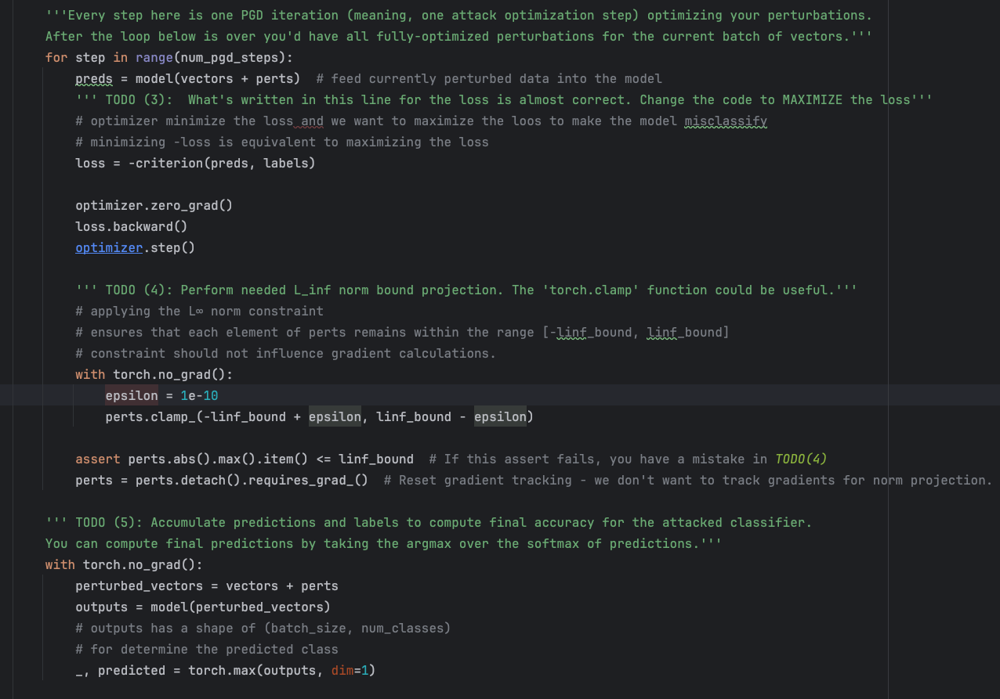 '''Every step here is one PGD iteration (meaning, one attack optimization step) optimizing your perturbations.
After the loop below is over you'd have all fully-optimized perturbations for the current batch of vectors.'''
for step in range(num_pgd_steps):
    preds = model(vectors + perts)  # feed currently perturbed data into the model
    ''' TODO (3):  What's written in this line for the loss is almost correct. Change the code to MAXIMIZE the loss'''
    # optimizer minimize the loss and we want to maximize the loos to make the model misclassify
    # minimizing -loss is equivalent to maximizing the loss
    loss = -criterion(preds, labels)

    optimizer.zero_grad()
    loss.backward()
    optimizer.step()

    ''' TODO (4): Perform needed L_inf norm bound projection. The 'torch.clamp' function could be useful.'''
    # applying the L∞ norm constraint
    # ensures that each element of perts remains within the range [-linf_bound, linf_bound]
    # constraint should not influence gradient calculations.
    with torch.no_grad():
        epsilon = 1e-10
        perts.clamp_(-linf_bound + epsilon, linf_bound - epsilon)

    assert perts.abs().max().item() <= linf_bound  # If this assert fails, you have a mistake in TODO(4)
    perts = perts.detach().requires_grad_()  # Reset gradient tracking - we don't want to track gradients for norm projection.

''' TODO (5): Accumulate predictions and labels to compute final accuracy for the attacked classifier.
You can compute final predictions by taking the argmax over the softmax of predictions.'''
with torch.no_grad():
    perturbed_vectors = vectors + perts
    outputs = model(perturbed_vectors)
    # outputs has a shape of (batch_size, num_classes)
    # for determine the predicted class
    _, predicted = torch.max(outputs, dim=1)